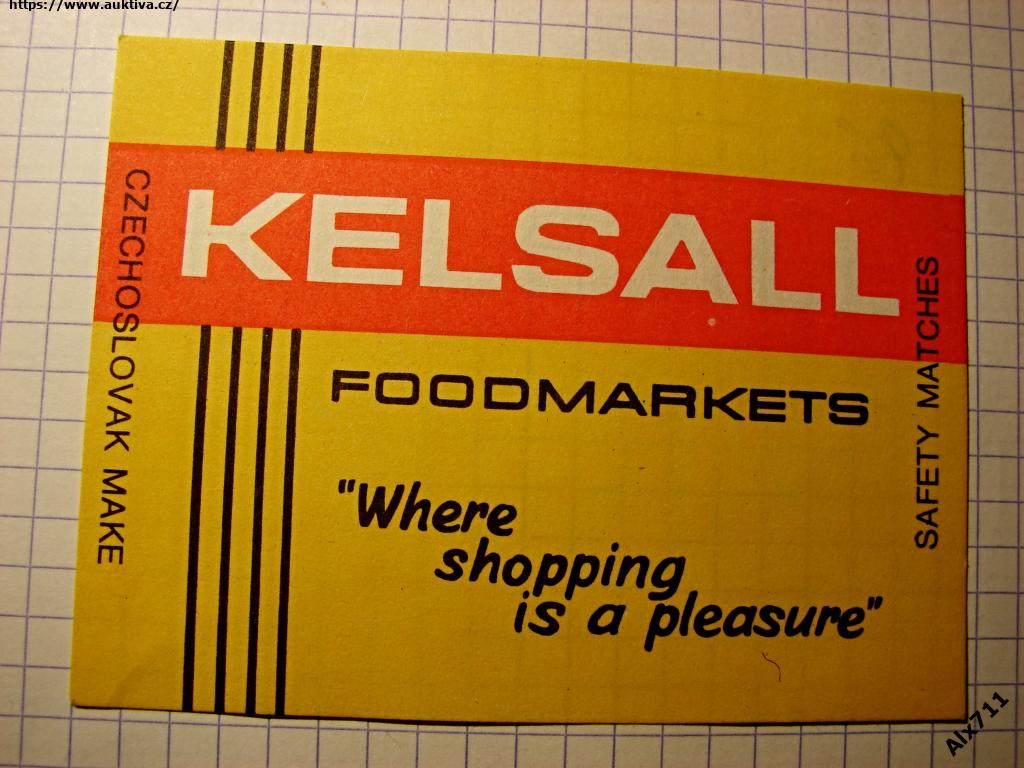 https://www.auktiva.cz/
CZECHOSLOVAK MAKE
KELSALL
FOODMARKETS
"Where
shopping
is a pleasure"
SAFETY MATCHES
Alx711